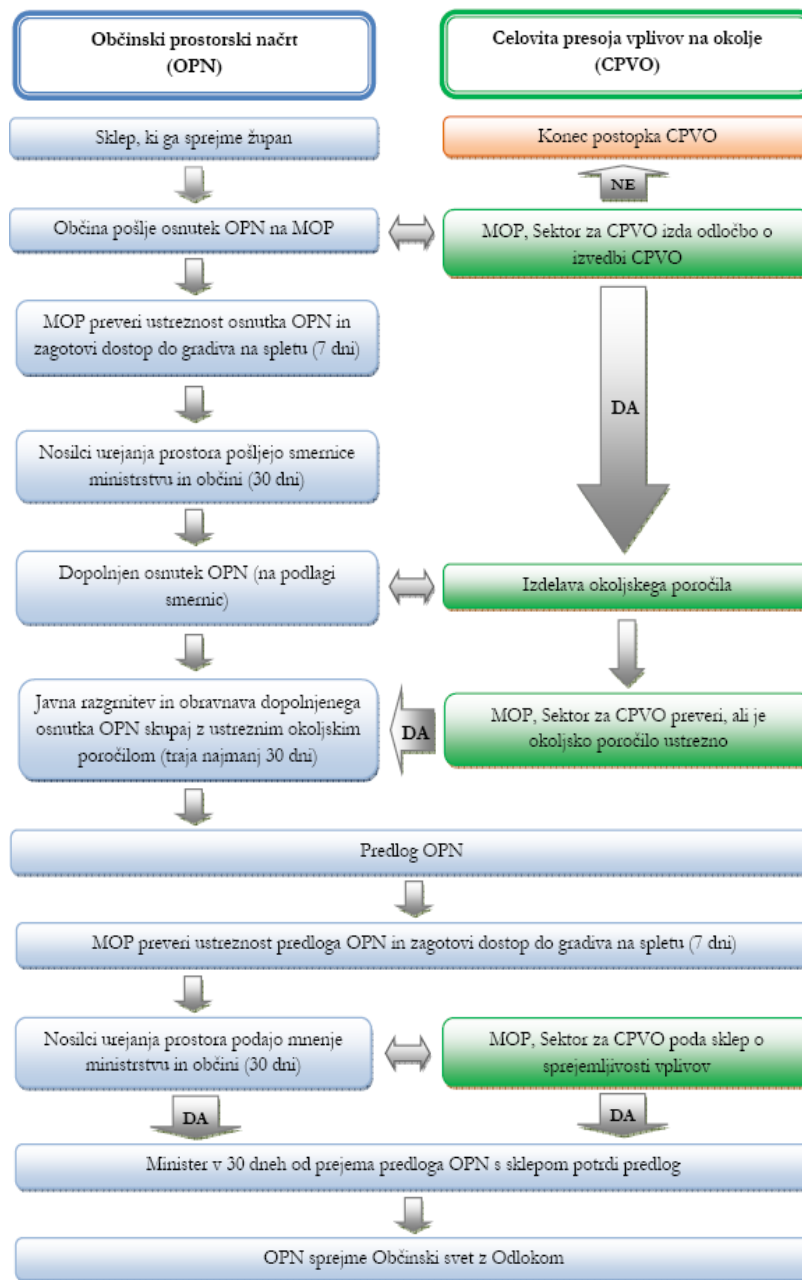 Občinski prostorski načrt
(OPN)
Celovita presoja vplivov na okolje
(CPVO)
Sklep, ki ga sprejme župan
Konec postopka CPVO
NE
Občina pošlje osnutek OPN na MOP
MOP, Sektor za CPVO izda odločbo o
izvedbi CPVO
MOP preveri ustreznost osnutka OPN in
zagotovi dostop do gradiva na spletu (7 dni)
DA
Nosilci urejanja prostora pošljejo smernice
ministrstvu in občini (30 dni)
Dopolnjen osnutek OPN (na podlagi
smernic)
Izdelava okoljskega poročila
Javna razgrnitev in obravnava dopolnjenega
osnutka OPN skupaj z ustreznim okoljskim
poročilom (traja najmanj 30 dni)
DA
MOP, Sektor za CPVO preveri, ali je
okoljsko poročilo ustrezno
Predlog OPN
MOP preveri ustreznost predloga OPN in zagotovi dostop do gradiva na spletu (7 dni)
Nosilci urejanja prostora podajo mnenje
ministrstvu in občini (30 dni)
MOP, Sektor za CPVO poda sklep o
sprejemljivosti vplivov
DA
DA
Minister v 30 dneh od prejema predloga OPN s sklepom potrdi predlog
OPN sprejme Občinski svet z Odlokom